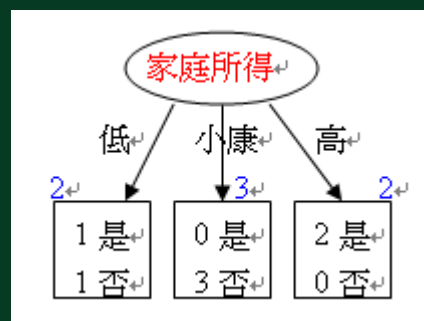 家庭所得
低 小康 高
2 3 2
1 是 0 是 2 是
1 否 3 否 0 否